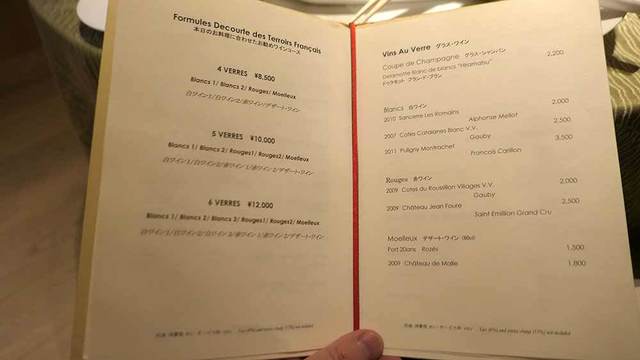 Formules Decourte des Terroirs Français
本日のお料理に合わせたお勧めワインコース
4 VERRES ¥8,500
Blancs 1/ Blancs 2/ Rouges/ Moelleux
白ワイン1/白ワイン2/赤ワイン/デザートワイン
5 VERRES ¥10,000
Blancs 1/ Blancs 2/ Rouges1/ Rouges2/ Moelleux
白ワイン1/白ワイン2/赤ワイン1/赤ワイン2/デザートワイン
6 VERRES ¥12,000
Blancs 1/ Blancs 2/ Blancs 3/ Rouges1/ Rouges2/ Moelleux
白ワイン1/白ワイン2/白ワイン3/赤ワイン1/赤ワイン2/デザートワイン
Vins Au Verre グラス・ワイン
Coupe de Champagne グラス・シャンパン 2,200
Delamotte Blanc de blancs
ブラン・ド・ブラン
Blancs 白ワイン
2010 Sancerre Les Romains 2,000
Alphonse Mellot
2007 Cotes Catalanes Blanc V.V. 2,500
Gauby
2011 Puligny Montrachet 3,500
Francois Carillon
Rouges 赤ワイン
2009 Cotes du Roussillon Villages V.V. 2,000
Gauby
2009 Château Jean Faure 2,500
Saint Emillion Grand Cru
Moelleux デザート・ワイン
Port 20ans Rozès 1,500
2009 Château de Malle 1,800